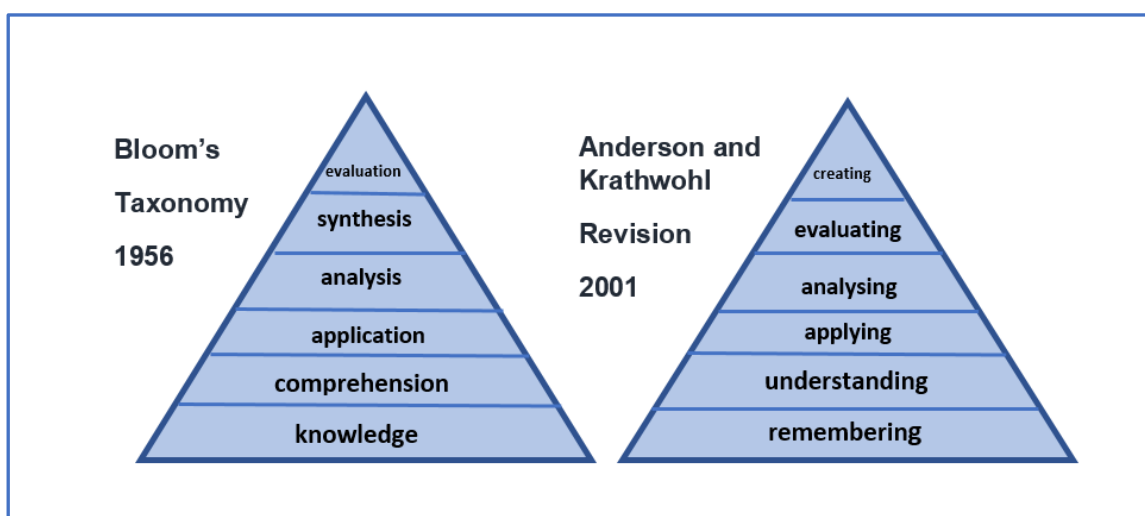 Bloom's
Taxonomy
1956
evaluation
synthesis
analysis
application
comprehension
knowledge
Anderson and
Krathwohl
Revision
2001
creating
evaluating
analysing
applying
understanding
remembering